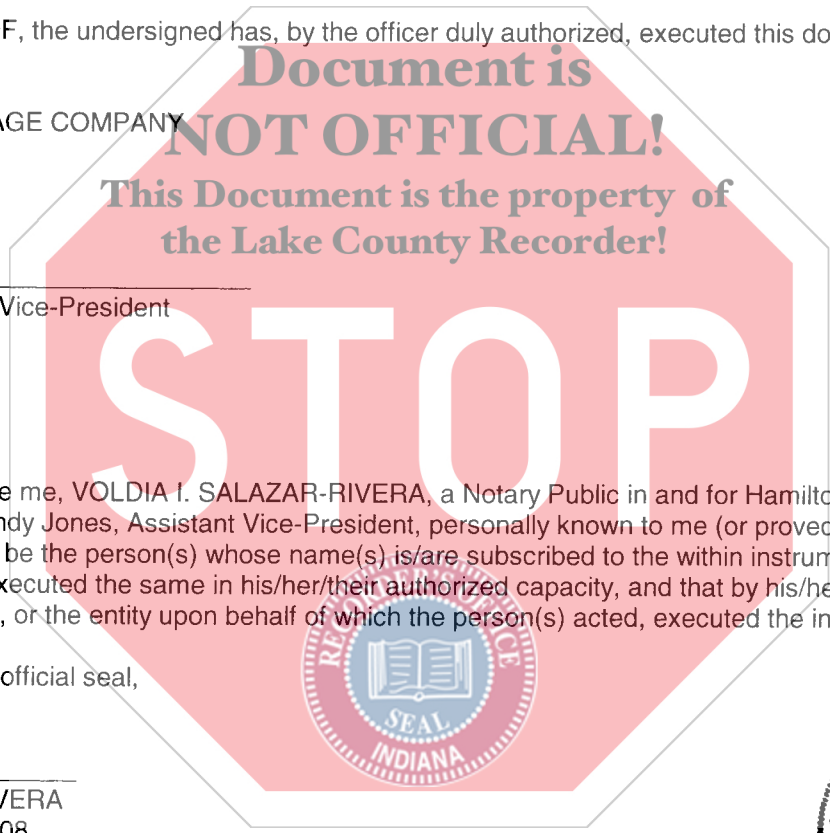 F, the undersigned has, by the officer duly authorized, executed this do
Document is
AGE COMPANY
NOT OFFICIAL!
This Document is the property of
the Lake County Recorder!
Vice-President
STOP
e me, VOLDIA I. SALAZAR-RIVERA, a Notary Public in and for Hamilto
ndy Jones, Assistant Vice-President, personally known to me (or proved
be the person(s) whose name(s) is/are subscribed to the within instrum
xecuted the same in his/her/their authorized capacity, and that by his/he
, or the entity upon behalf of which the person(s) acted, executed the in
RECORDER'S OFFICE
official seal,
SEAL
INDIANA
VERA
08